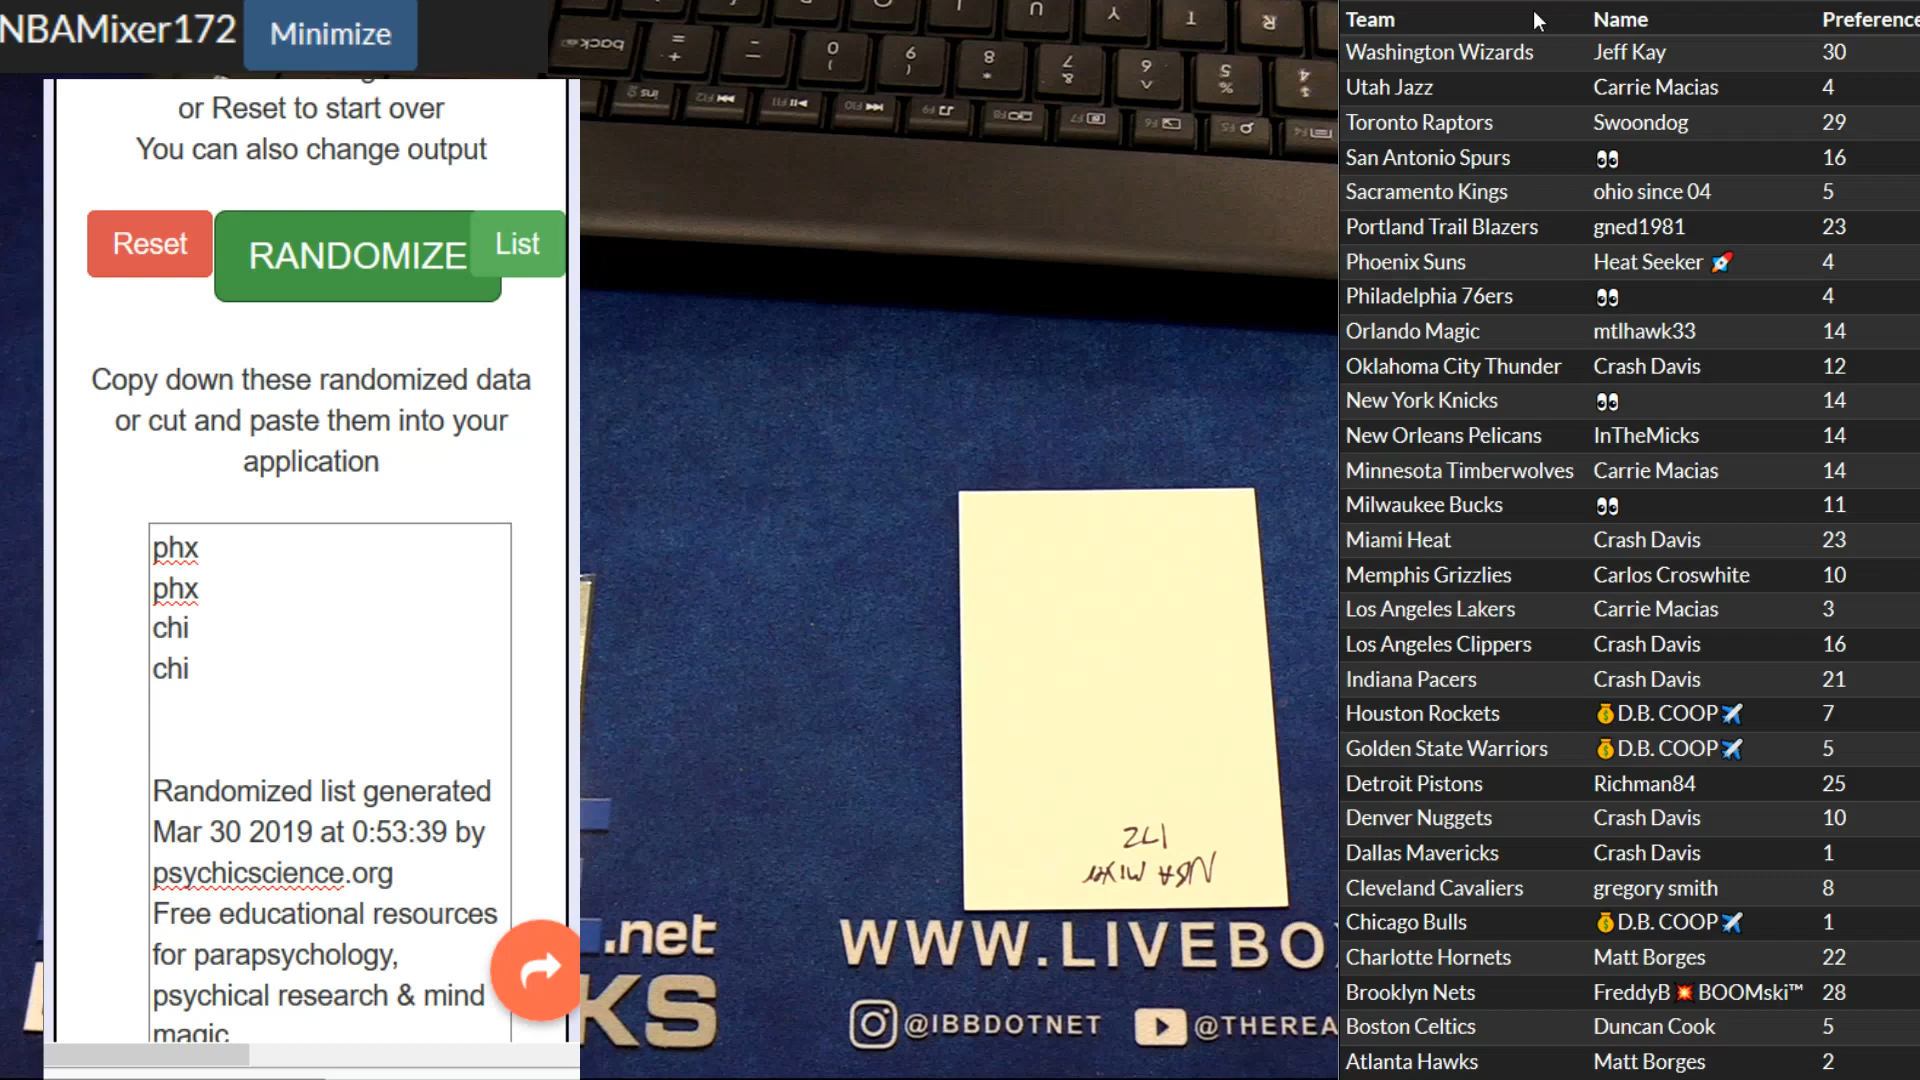 NBAMixer172
Minimize
or Reset to start over
You can also change output
Reset
RANDOMIZE
List
Copy down these randomized data
or cut and paste them into your
application
phx
phx
chi
chi
Randomized list generated
Mar 30 2019 at 0:53:39 by
psychicscience.org
Free educational resources
for parapsychology,
psychical research & mind
magic
172
NBA Mixer
.net
KS
WWW.LIVEBO
@IBBDOTNET
@THEREA
Team Name Preference
Washington Wizards Jeff Kay 30
Utah Jazz Carrie Macias 4
Toronto Raptors Swoondog 29
San Antonio Spurs 👀 16
Sacramento Kings ohio since 04 5
Portland Trail Blazers gned1981 23
Phoenix Suns Heat Seeker 🚀 4
Philadelphia 76ers 👀 4
Orlando Magic mtlhawk33 14
Oklahoma City Thunder Crash Davis 12
New York Knicks 👀 14
New Orleans Pelicans InTheMicks 14
Minnesota Timberwolves Carrie Macias 14
Milwaukee Bucks 👀 11
Miami Heat Crash Davis 23
Memphis Grizzlies Carlos Croswhite 10
Los Angeles Lakers Carrie Macias 3
Los Angeles Clippers Crash Davis 16
Indiana Pacers Crash Davis 21
Houston Rockets 💰D.B. COOP✈️ 7
Golden State Warriors 💰D.B. COOP✈️ 5
Detroit Pistons Richman84 25
Denver Nuggets Crash Davis 10
Dallas Mavericks Crash Davis 1
Cleveland Cavaliers gregory smith 8
Chicago Bulls 💰D.B. COOP✈️ 1
Charlotte Hornets Matt Borges 22
Brooklyn Nets FreddyB💥BOOMski™ 28
Boston Celtics Duncan Cook 5
Atlanta Hawks Matt Borges 2